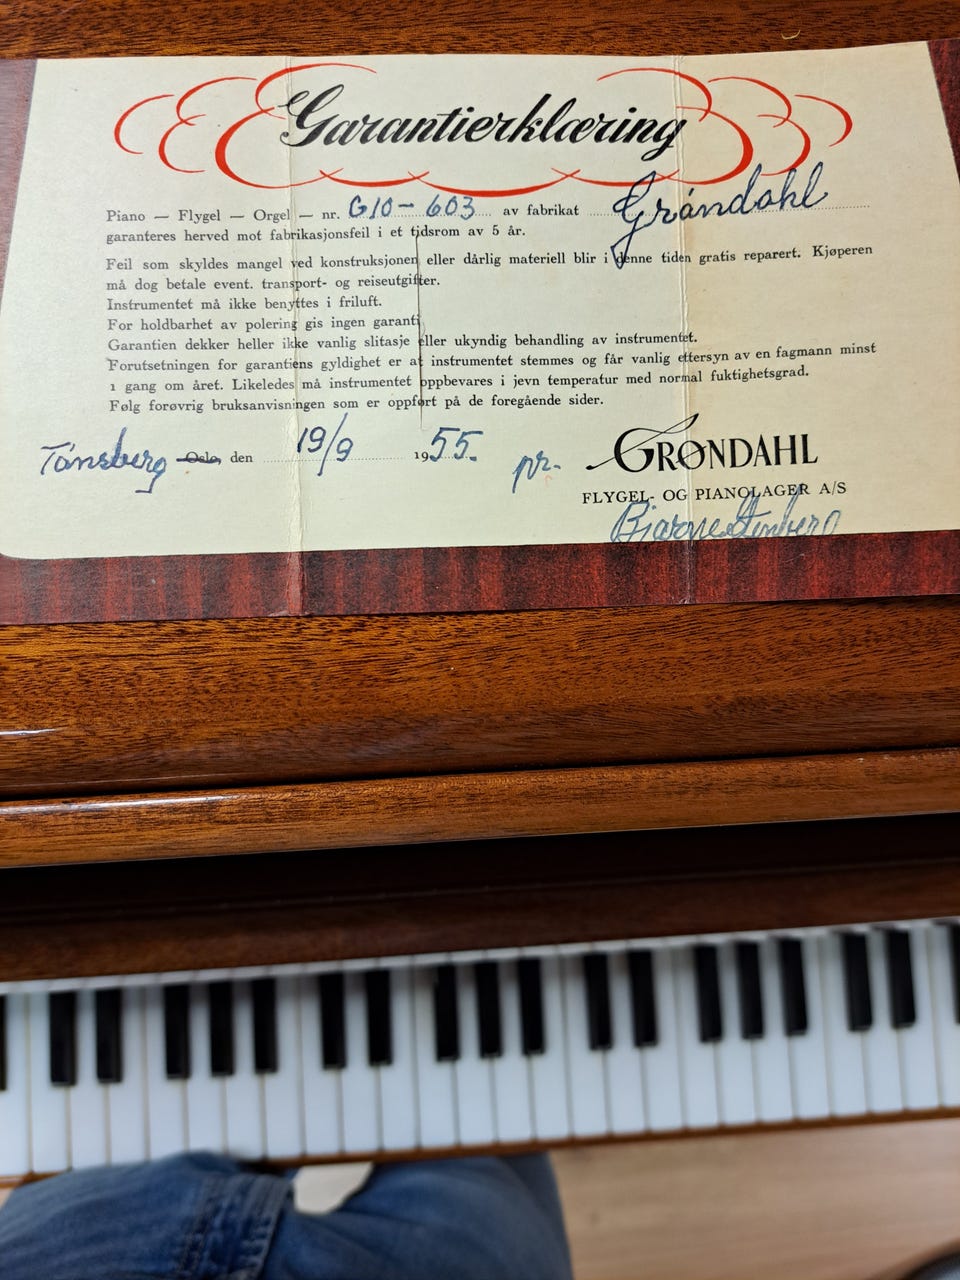 Garantierklæring
Piano — Flygel — Orgel — nr. G10-603 av fabrikat Gróndahl
garanteres herved mot fabrikasjonsfeil i et tidsrom av 5 år.
Feil som skyldes mangel ved konstruksjonen eller dårlig materiell blir i denne tiden gratis reparert. Kjøperen
må dog betale event. transport- og reiseutgifter.
Instrumentet må ikke benyttes i friluft.
For holdbarhet av polering gis ingen garanti
Garantien dekker heller ikke vanlig slitasje eller ukyndig behandling av instrumentet.
Forutsetningen for garantiens gyldighet er at instrumentet stemmes og får vanlig ettersyn av en fagmann minst
1 gang om året. Likeledes må instrumentet oppbevares i jevn temperatur med normal fuktighetsgrad.
Følg forøvrig bruksanvisningen som er oppført på de foregående sider.
Tónsberg Oslo, den 19/9 1955. pr. GRØNDAHL
FLYGEL- OG PIANOLAGER A/S
Bjarne Stenberg